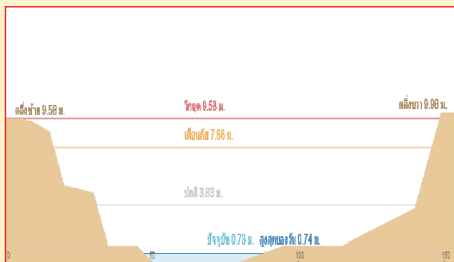 ตลิ่งซ้าย 9.58 ม.
วิกฤต 9.58 ม.
ตลิ่งขวา 9.98 ม.
เตือนภัย 7.66 ม.
ปกติ 3.83 ม.
ปัจจุบัน 0.73 ม. สูงสุดของวัน 0.74 ม.
0 50 100 150